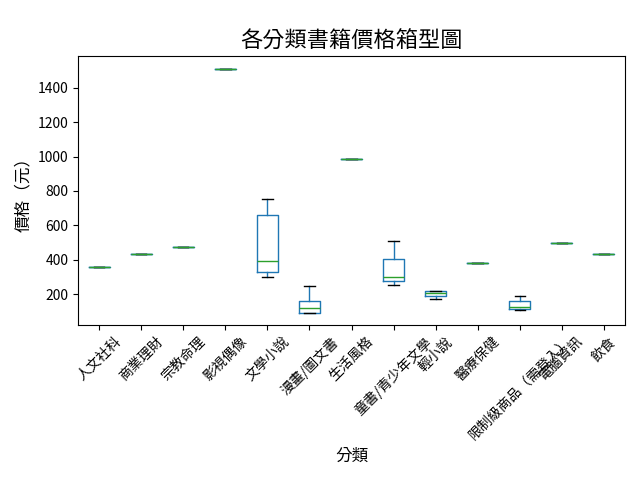 各分類書籍價格箱型圖
價格（元）
1400
1200
1000
800
600
400
200
人文社科
商業理財
宗教命理
影視偶像
文學小說
漫畫/圖文書
生活風格
童書/青少年文學
輕小說
醫療保健
限制級商品（需登入）
電腦資訊
飲食
分類